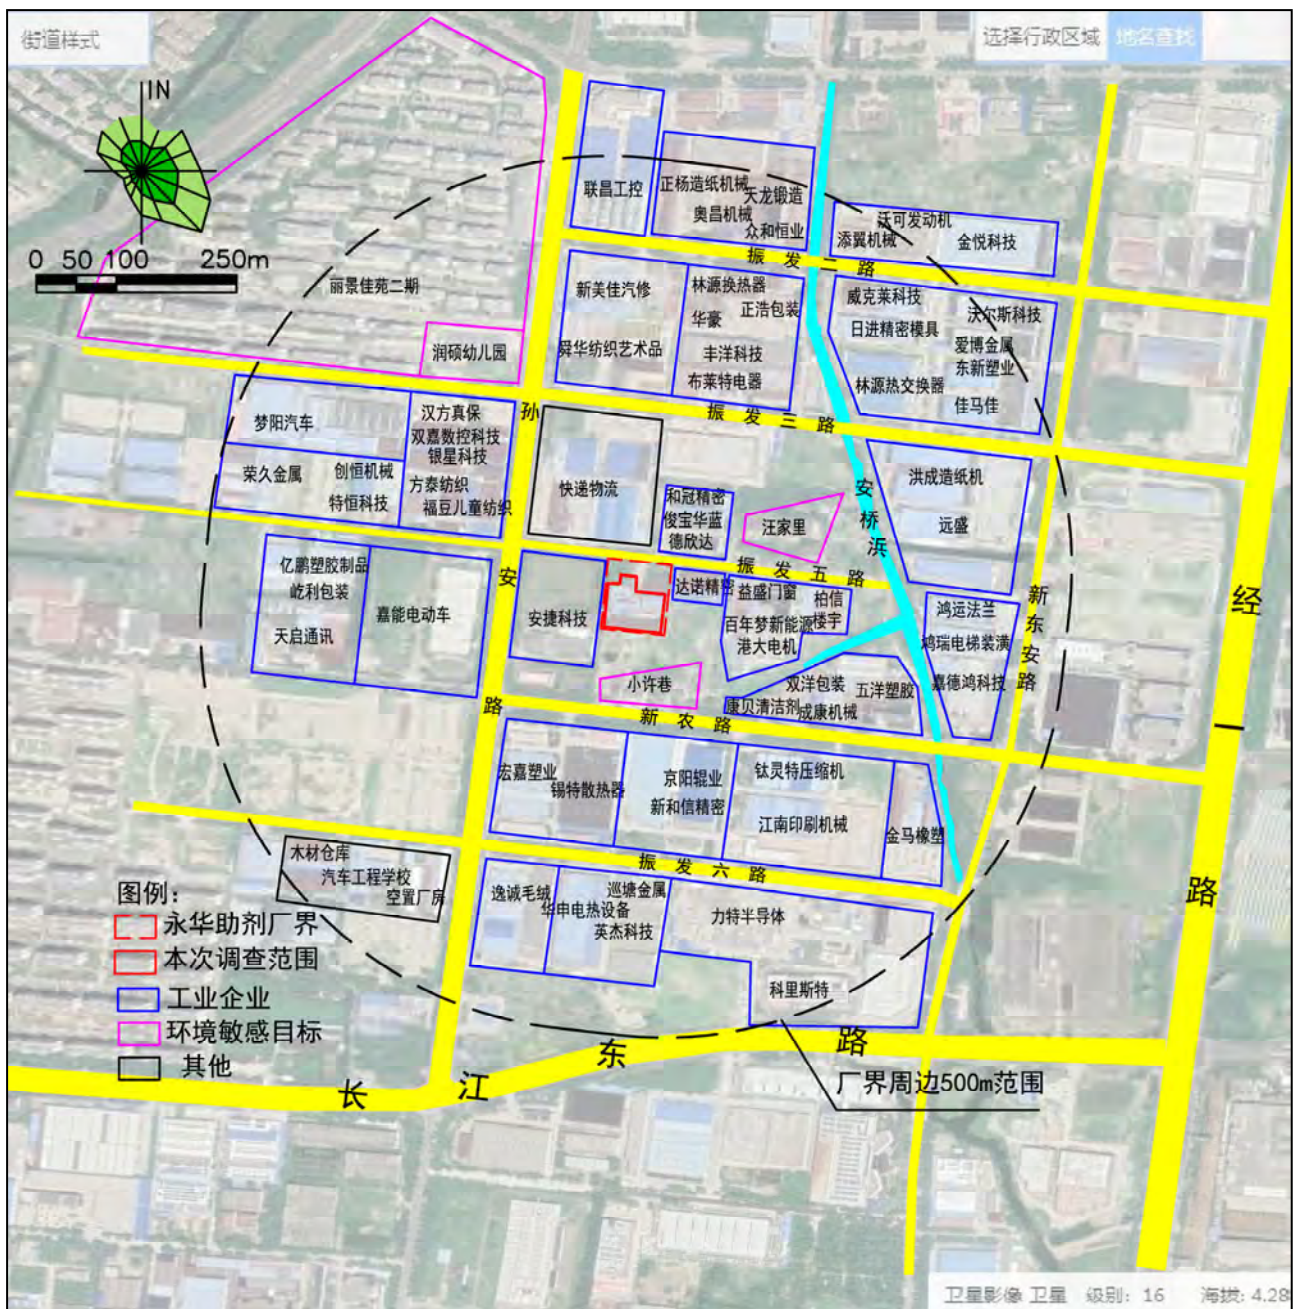 街道样式
选择行政区域 地名查找
IN
0 50 100 250m
联昌工控
正杨造纸机械
天龙锻造
奥昌机械
众和恒业
沃可发动机
添翼机械
金悦科技
振发二路
丽景佳苑二期
润硕幼儿园
新美佳汽修
舜华纺织艺术品
林源换热器
正浩包装
华豪
丰洋科技
布莱特电器
威克莱科技
沃尔斯科技
日进精密模具
爱博金属
东新塑业
林源热交换器
佳马佳
振发三路
梦阳汽车
汉方真保
双嘉数控科技
银星科技
荣久金属
创恒机械
特恒科技
方泰纺织
福豆儿童纺织
快递物流
和冠精密
俊宝华蓝
德欣达
汪家里
安桥浜
洪成造纸机
远盛
振发五路
亿鹏塑胶制品
屹利包装
天启通讯
嘉能电动车
安捷科技
达诺精密
益盛门窗
柏信
楼宇
百年梦新能源
港大电机
鸿运法兰
鸿瑞电梯装潢
嘉德鸿科技
新东安路
经一路
孙安路
小许巷
双洋包装
五洋塑胶
康贝清洁剂
成康机械
新农路
宏嘉塑业
锡特散热器
京阳辊业
新和信精密
钛灵特压缩机
江南印刷机械
金马橡塑
振发六路
木材仓库
汽车工程学校
空置厂房
逸诚毛绒
巡塘金属
华申电热设备
英杰科技
力特半导体
科里斯特
图例：
永华助剂厂界
本次调查范围
工业企业
环境敏感目标
其他
长江东路
厂界周边500m范围
卫星影像 卫星 级别：16 海拔：4.28